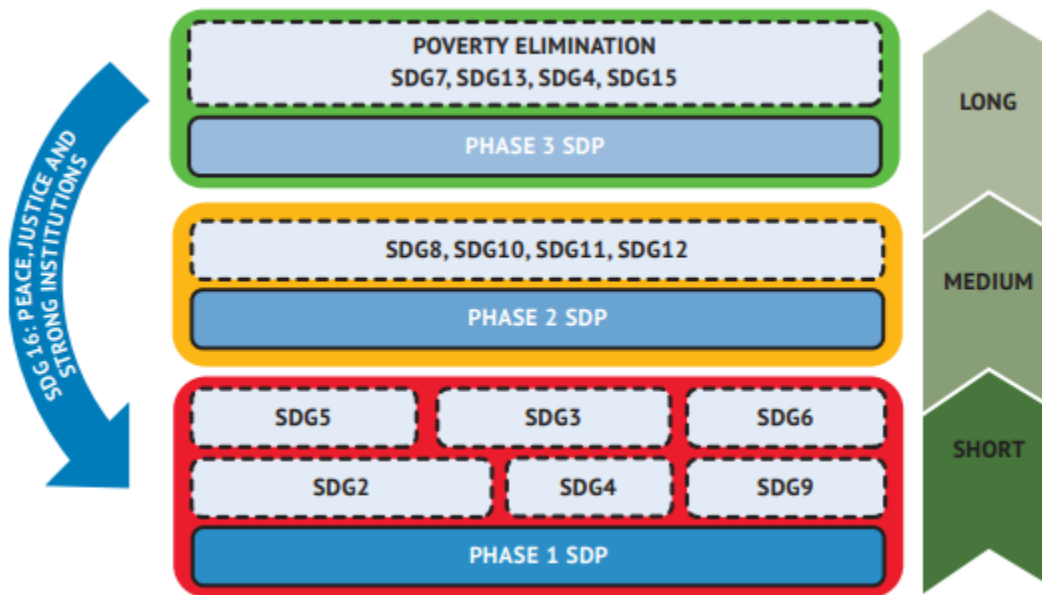 SDG 16: PEACE, JUSTICE AND
STRONG INSTITUTIONS
POVERTY ELIMINATION
SDG7, SDG13, SDG4, SDG15
PHASE 3 SDP
LONG
SDG8, SDG10, SDG11, SDG12
PHASE 2 SDP
MEDIUM
SDG5
SDG3
SDG6
SDG2
SDG4
SDG9
PHASE 1 SDP
SHORT